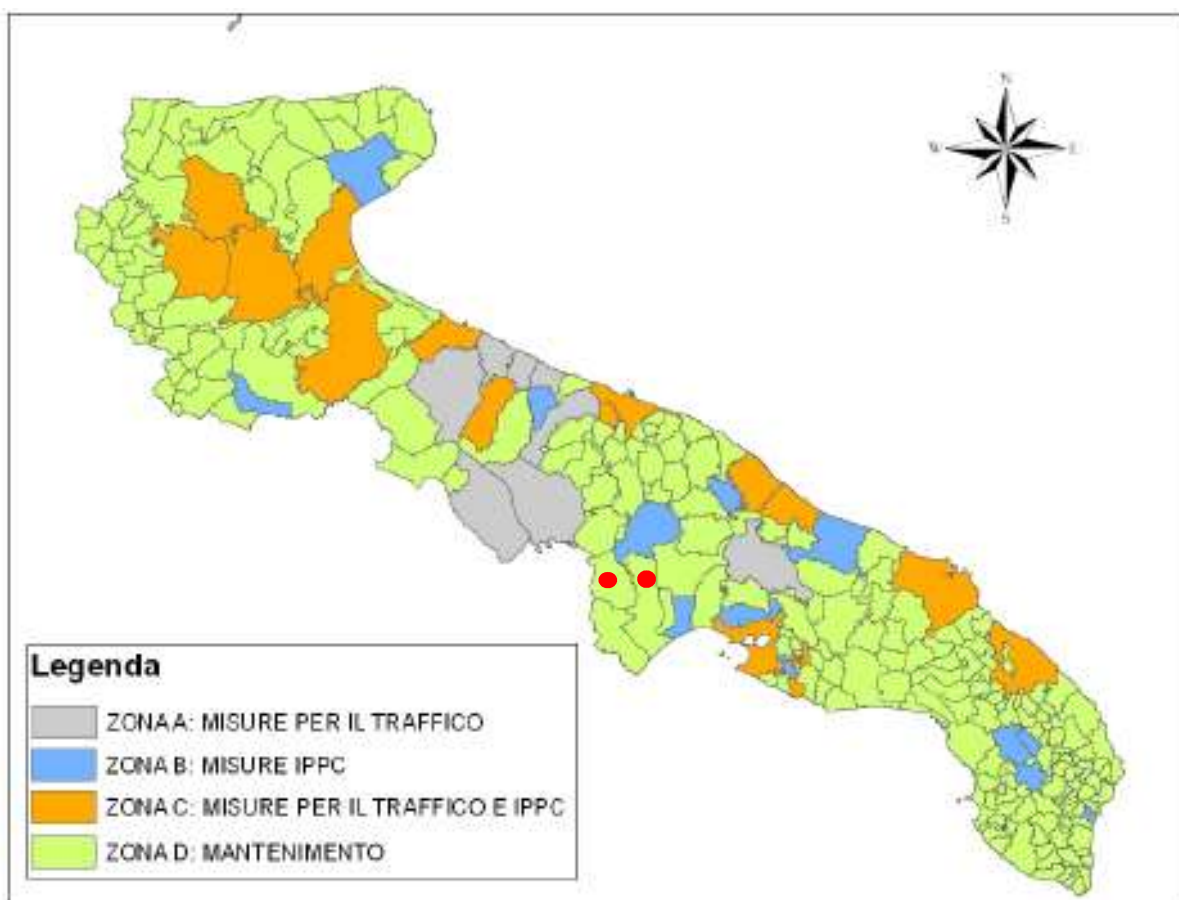 N
W E
S
Legenda
ZONA A: MISURE PER IL TRAFFICO
ZONA B: MISURE IPPC
ZONA C: MISURE PER IL TRAFFICO E IPPC
ZONA D: MANTENIMENTO